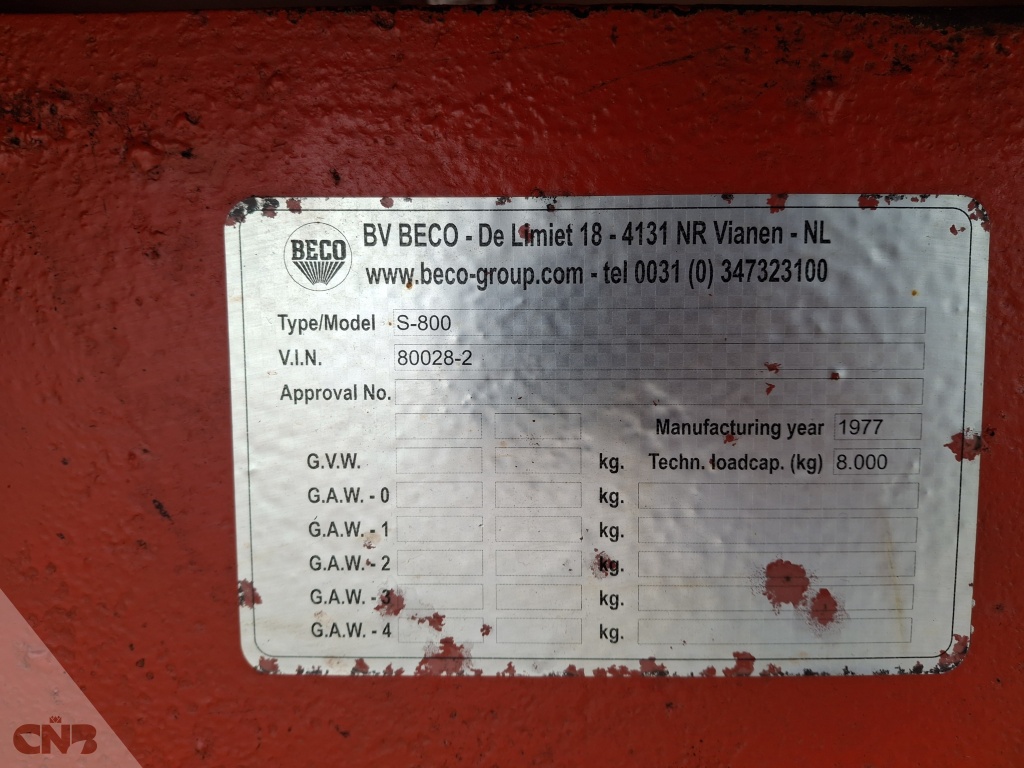 BECO
BV BECO - De Limiet 18 - 4131 NR Vianen - NL
www.beco-group.com - tel 0031 (0) 347323100
Type/Model S-800
V.I.N. 80028-2
Approval No.
Manufacturing year 1977
G.V.W. kg. Techn. loadcap. (kg) 8.000
G.A.W. - 0 kg.
G.A.W. - 1 kg.
G.A.W. - 2 kg.
G.A.W. - 3 kg.
G.A.W. - 4 kg.
CNB